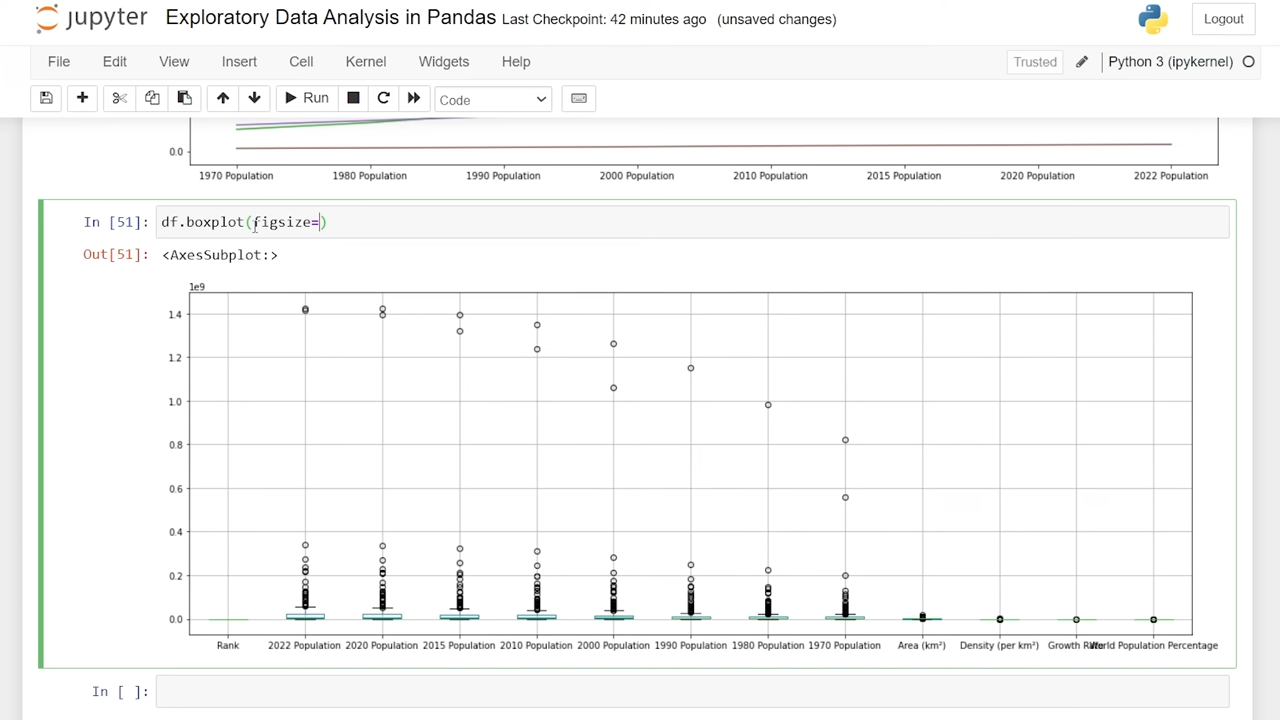 jupyter Exploratory Data Analysis in Pandas Last Checkpoint: 42 minutes ago (unsaved changes) Logout
File Edit View Insert Cell Kernel Widgets Help Trusted Python 3 (ipykernel)
Run Code
0.0
1970 Population 1980 Population 1990 Population 2000 Population 2010 Population 2015 Population 2020 Population 2022 Population
In [51]: df.boxplot(figsize=)
Out[51]: <AxesSubplot:>
1e9
1.4
1.2
1.0
0.8
0.6
0.4
0.2
0.0
Rank 2022 Population 2020 Population 2015 Population 2010 Population 2000 Population 1990 Population 1980 Population 1970 Population Area (km²) Density (per km²) Growth Rate World Population Percentage
In [ ]: